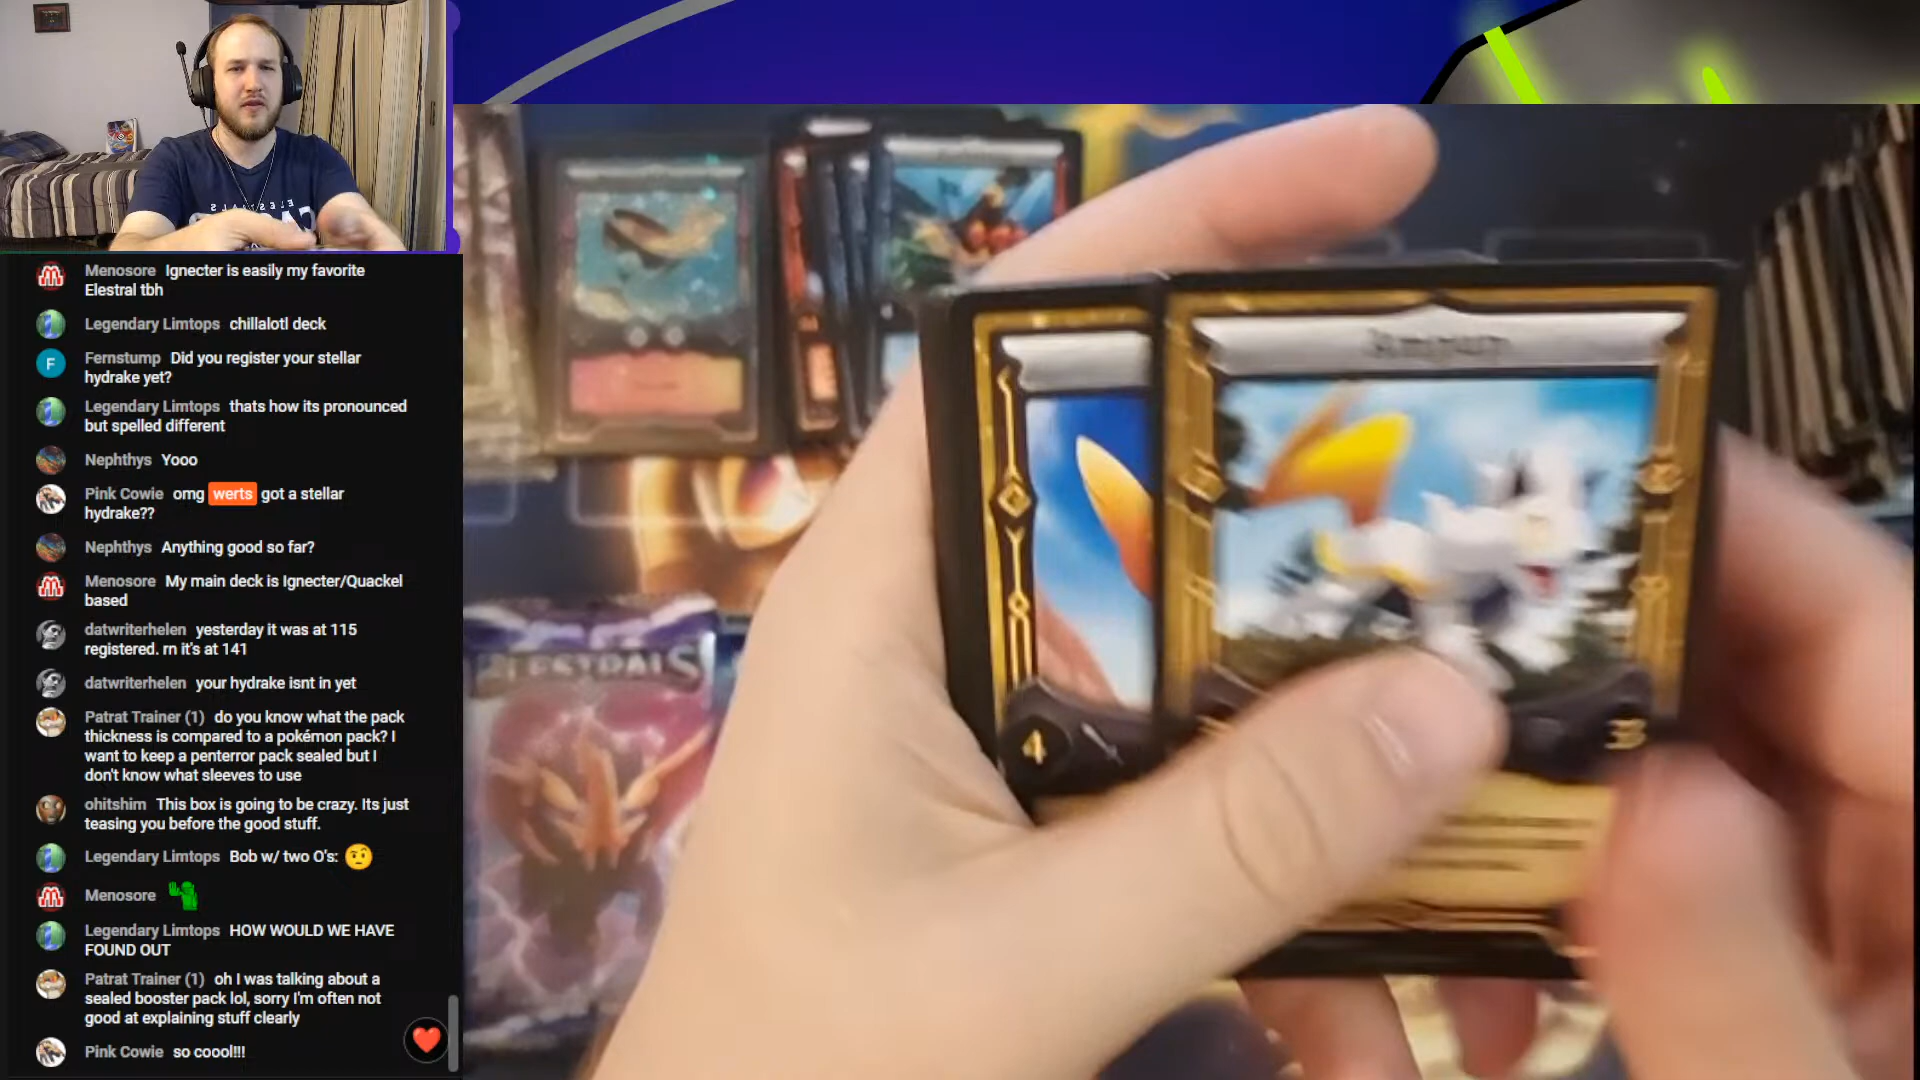 Menosore Ignecter is easily my favorite
Elestral tbh
Legendary Limtops chillalotl deck
F
Fernstump Did you register your stellar
hydrake yet?
Legendary Limtops thats how its pronounced
but spelled different
Nephthys Yooo
Pink Cowie omg werts got a stellar
hydrake??
Nephthys Anything good so far?
Menosore My main deck is Ignecter/Quackel
based
datwriterhelen yesterday it was at 115
registered. rn it's at 141
datwriterhelen your hydrake isnt in yet
Patrat Trainer (1) do you know what the pack
thickness is compared to a pokémon pack? I
want to keep a penterror pack sealed but I
don't know what sleeves to use
ohitshim This box is going to be crazy. Its just
teasing you before the good stuff.
Legendary Limtops Bob w/ two O's: 🤨
Menosore
Legendary Limtops HOW WOULD WE HAVE
FOUND OUT
Patrat Trainer (1) oh I was talking about a
sealed booster pack lol, sorry I'm often not
good at explaining stuff clearly
Pink Cowie so coool!!!
ELESTRALS
4